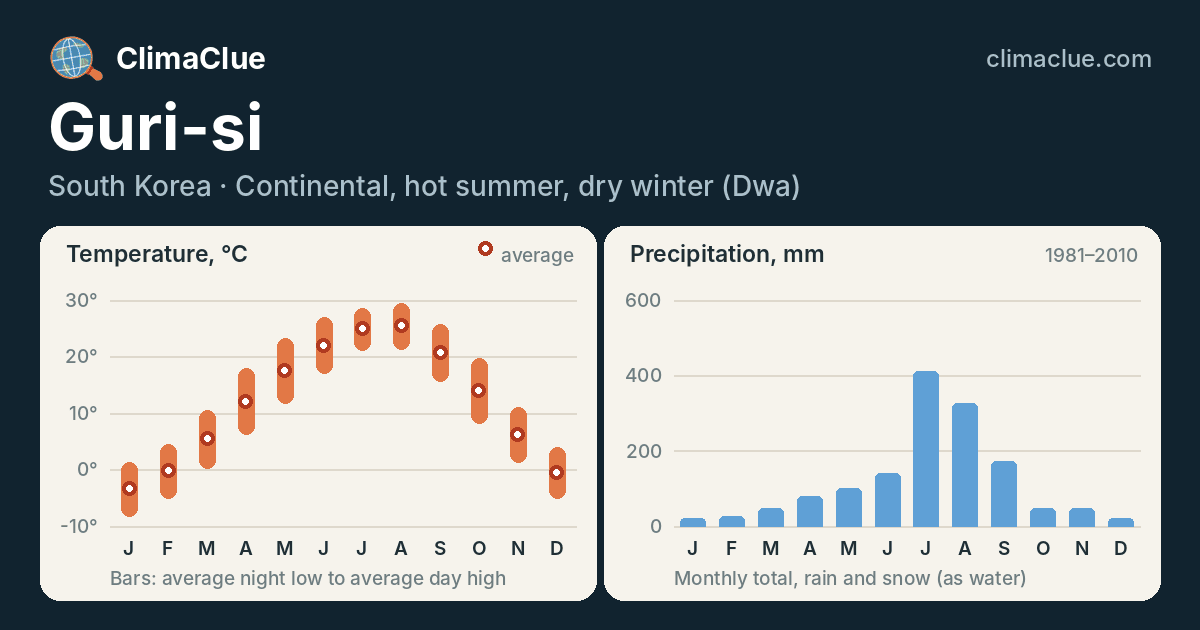 ClimaClue
climaclue.com
Guri-si
South Korea · Continental, hot summer, dry winter (Dwa)
Temperature, °C
average
30°
20°
10°
0°
-10°
J F M A M J J A S O N D
Bars: average night low to average day high
Precipitation, mm
1981–2010
600
400
200
0
J F M A M J J A S O N D
Monthly total, rain and snow (as water)